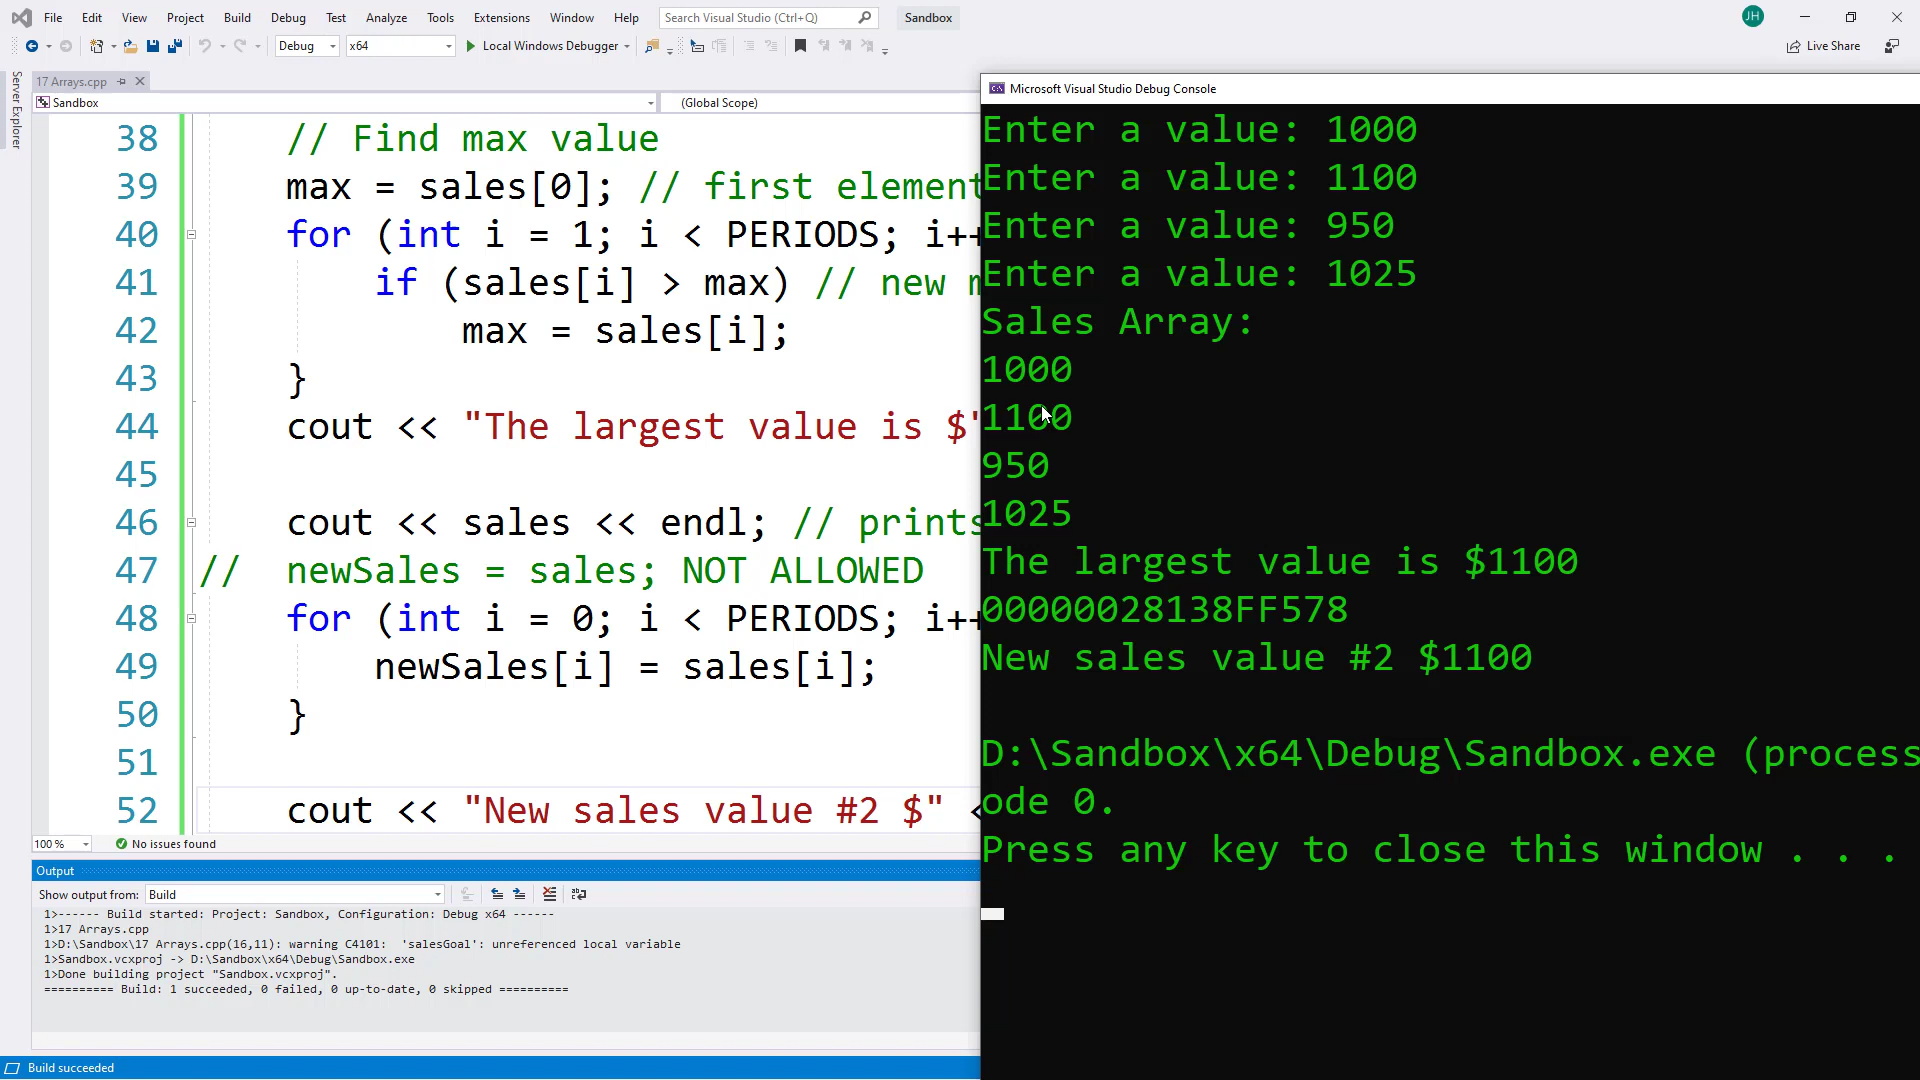 File Edit View Project Build Debug Test Analyze Tools Extensions Window Help Search Visual Studio (Ctrl+Q) Sandbox JH
Debug x64 Local Windows Debugger Live Share
Server Explorer
17 Arrays.cpp
Sandbox (Global Scope)
38 // Find max value
39 max = sales[0]; // first element
40 for (int i = 1; i < PERIODS; i++
41 if (sales[i] > max) // new m
42 max = sales[i];
43 }
44 cout << "The largest value is $"
45
46 cout << sales << endl; // prints
47 // newSales = sales; NOT ALLOWED
48 for (int i = 0; i < PERIODS; i++
49 newSales[i] = sales[i];
50 }
51
52 cout << "New sales value #2 $" <
100 % No issues found
Output
Show output from: Build
1>------ Build started: Project: Sandbox, Configuration: Debug x64 ------
1>17 Arrays.cpp
1>D:\Sandbox\17 Arrays.cpp(16,11): warning C4101: 'salesGoal': unreferenced local variable
1>Sandbox.vcxproj -> D:\Sandbox\x64\Debug\Sandbox.exe
1>Done building project "Sandbox.vcxproj".
========== Build: 1 succeeded, 0 failed, 0 up-to-date, 0 skipped ==========
Build succeeded
Microsoft Visual Studio Debug Console
Enter a value: 1000
Enter a value: 1100
Enter a value: 950
Enter a value: 1025
Sales Array:
1000
1100
950
1025
The largest value is $1100
00000028138FF578
New sales value #2 $1100
D:\Sandbox\x64\Debug\Sandbox.exe (process
ode 0.
Press any key to close this window . . .